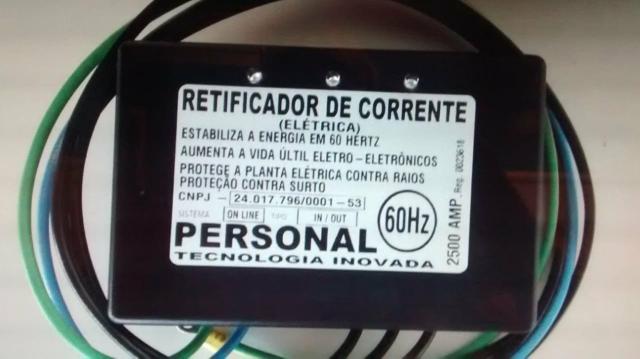 RETIFICADOR DE CORRENTE
(ELÉTRICA)
ESTABILIZA A ENERGIA EM 60 HERTZ
AUMENTA A VIDA ÚLTIL ELETRO - ELETRÔNICOS
PROTEGE A PLANTA ELÉTRICA CONTRA RAIOS
PROTEÇÃO CONTRA SURTO
CNPJ - 24.017.796/0001-53
SISTEMA ON LINE TIPO IN / OUT
60Hz
PERSONAL
TECNOLOGIA INOVADA
2500 AMP. Reg. 0023618